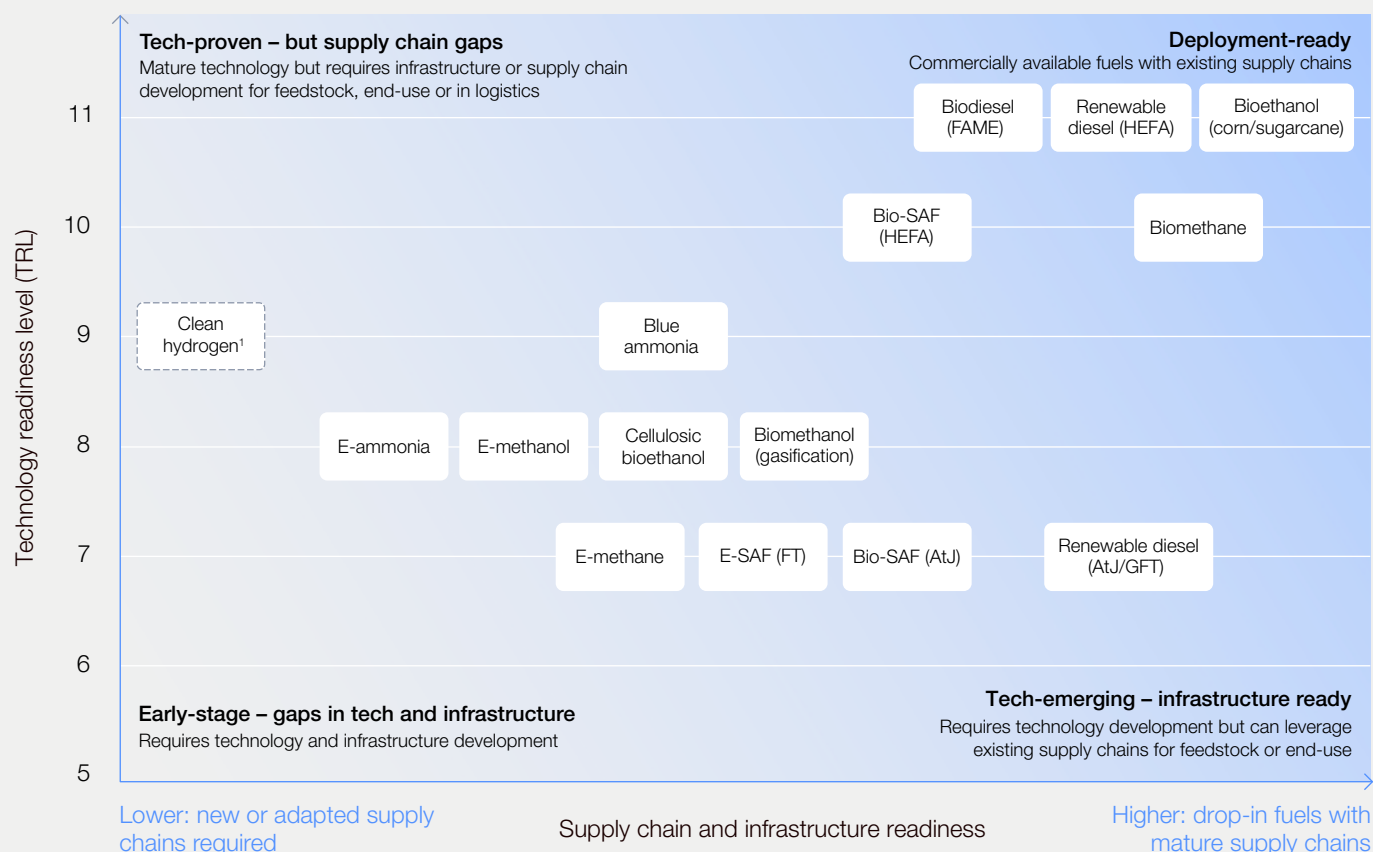 Tech-proven – but supply chain gaps
Mature technology but requires infrastructure or supply chain
development for feedstock, end-use or in logistics
Deployment-ready
Commercially available fuels with existing supply chains
Technology readiness level (TRL)
11
Biodiesel
(FAME)
Renewable
diesel (HEFA)
Bioethanol
(corn/sugarcane)
10
Bio-SAF
(HEFA)
Biomethane
9
Clean
hydrogen¹
Blue
ammonia
8
E-ammonia
E-methanol
Cellulosic
bioethanol
Biomethanol
(gasification)
7
E-methane
E-SAF (FT)
Bio-SAF (AtJ)
Renewable diesel
(AtJ/GFT)
6
Early-stage – gaps in tech and infrastructure
Requires technology and infrastructure development
Tech-emerging – infrastructure ready
Requires technology development but can leverage
existing supply chains for feedstock or end-use
5
Lower: new or adapted supply
chains required
Supply chain and infrastructure readiness
Higher: drop-in fuels with
mature supply chains